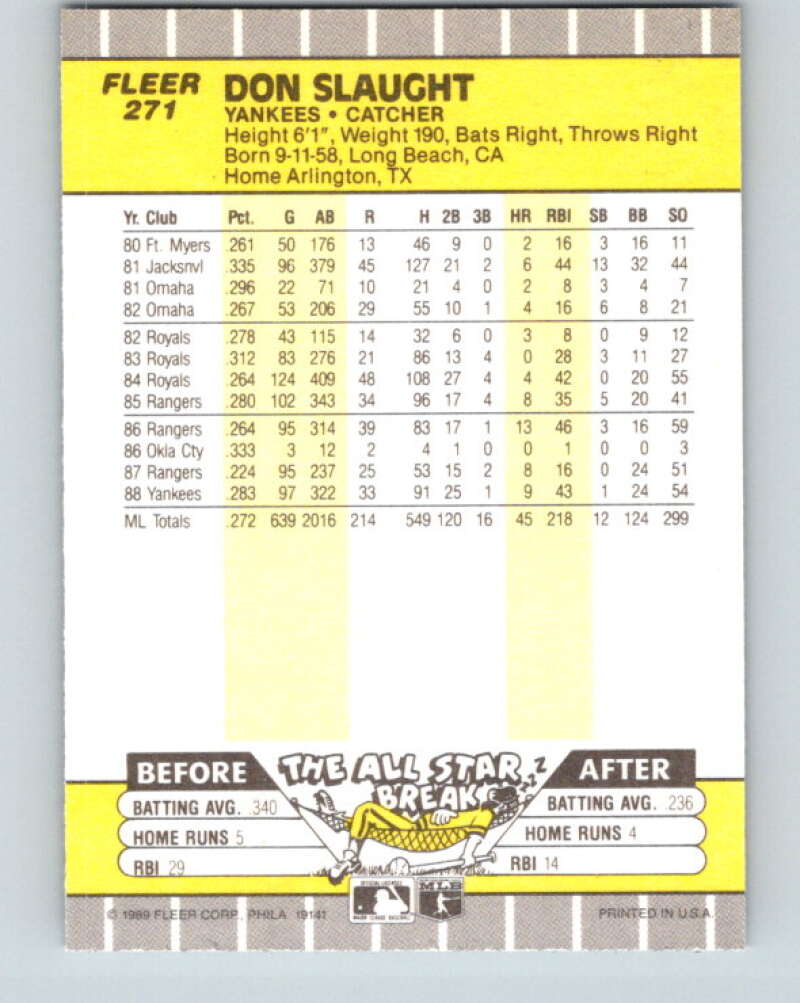 FLEER
271
DON SLAUGHT
YANKEES • CATCHER
Height 6'1", Weight 190, Bats Right, Throws Right
Born 9-11-58, Long Beach, CA
Home Arlington, TX
Yr. Club Pct. G AB R H 2B 3B HR RBI SB BB SO
80 Ft. Myers .261 50 176 13 46 9 0 2 16 3 16 11
81 Jacksnvl .335 96 379 45 127 21 2 6 44 13 32 44
81 Omaha .296 22 71 10 21 4 0 2 8 3 4 7
82 Omaha .267 53 206 29 55 10 1 4 16 6 8 21
82 Royals .278 43 115 14 32 6 0 3 8 0 9 12
83 Royals .312 83 276 21 86 13 4 0 28 3 11 27
84 Royals .264 124 409 48 108 27 4 4 42 0 20 55
85 Rangers .280 102 343 34 96 17 4 8 35 5 20 41
86 Rangers .264 95 314 39 83 17 1 13 46 3 16 59
86 Okla Cty .333 3 12 2 4 1 0 0 1 0 0 3
87 Rangers .224 95 237 25 53 15 2 8 16 0 24 51
88 Yankees .283 97 322 33 91 25 1 9 43 1 24 54
ML Totals .272 639 2016 214 549 120 16 45 218 12 124 299
BEFORE THE ALL STAR BREAK zzz AFTER
BATTING AVG. .340 BATTING AVG. .236
HOME RUNS 5 HOME RUNS 4
RBI 29 RBI 14
MLB
© 1989 FLEER CORP., PHILA 19141 PRINTED IN U.S.A.